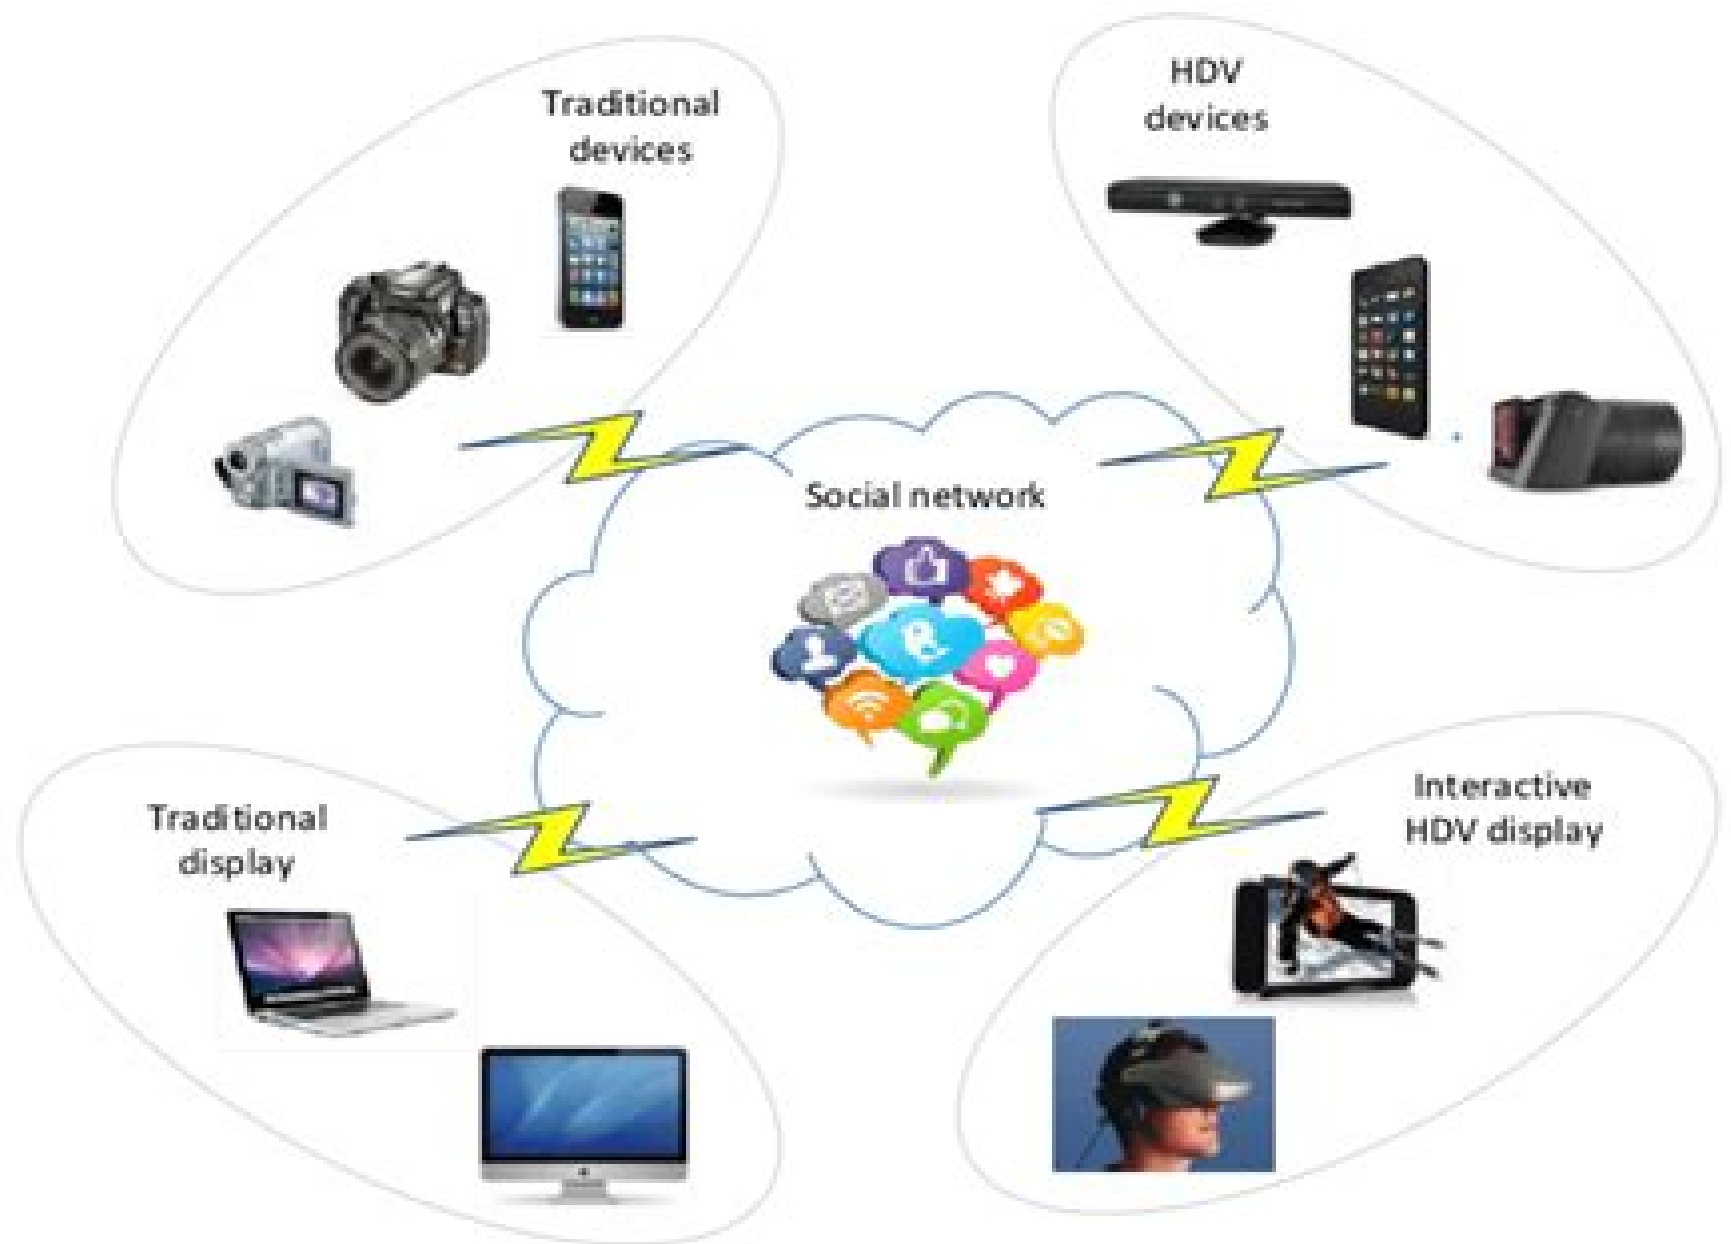 Traditional
devices
HDV
devices
Social network
Traditional
display
Interactive
HDV display